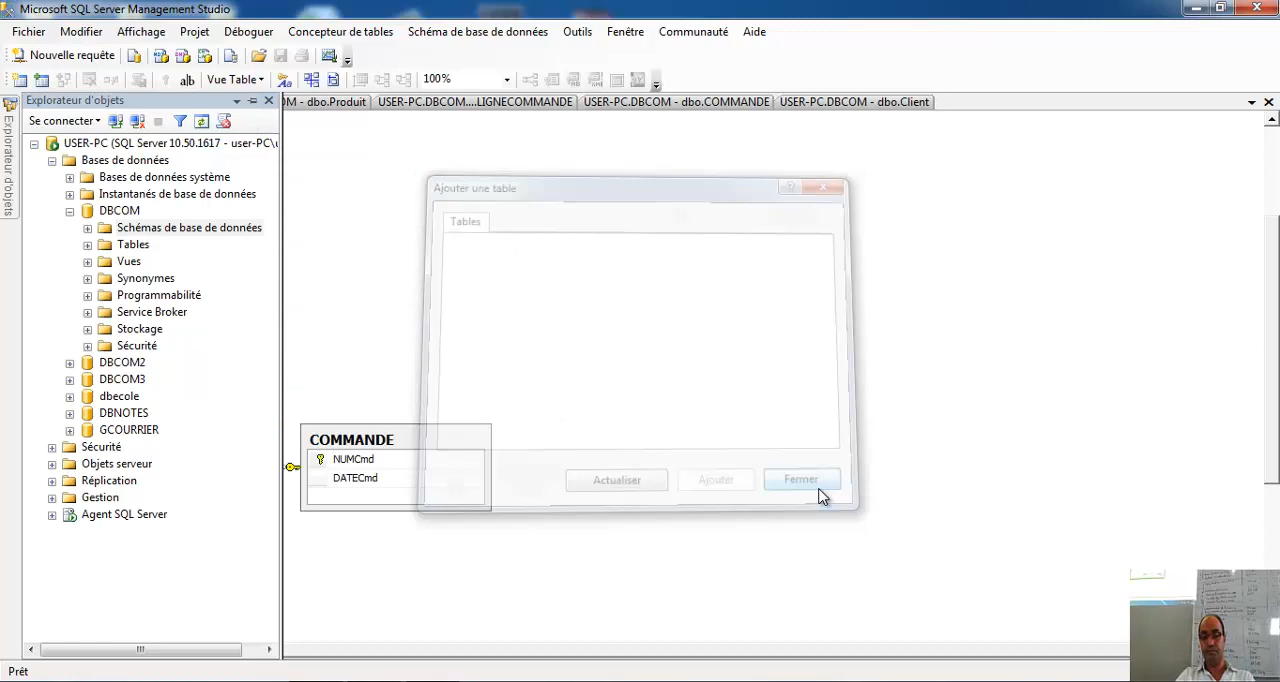 Microsoft SQL Server Management Studio
Fichier Modifier Affichage Projet Déboguer Concepteur de tables Schéma de base de données Outils Fenêtre Communauté Aide
Nouvelle requête
Vue Table 100%
Explorateur d'objets
OM - dbo.Produit USER-PC.DBCOM....LIGNECOMMANDE USER-PC.DBCOM - dbo.COMMANDE USER-PC.DBCOM - dbo.Client
Explorateur d'objets
Se connecter
USER-PC (SQL Server 10.50.1617 - user-PC\u
Bases de données
Bases de données système
Instantanés de base de données
DBCOM
Schémas de base de données
Tables
Vues
Synonymes
Programmabilité
Service Broker
Stockage
Sécurité
DBCOM2
DBCOM3
dbecole
DBNOTES
GCOURRIER
Sécurité
Objets serveur
Réplication
Gestion
Agent SQL Server
Ajouter une table
Tables
Actualiser Ajouter Fermer
COMMANDE
NUMCmd
DATECmd
Prêt